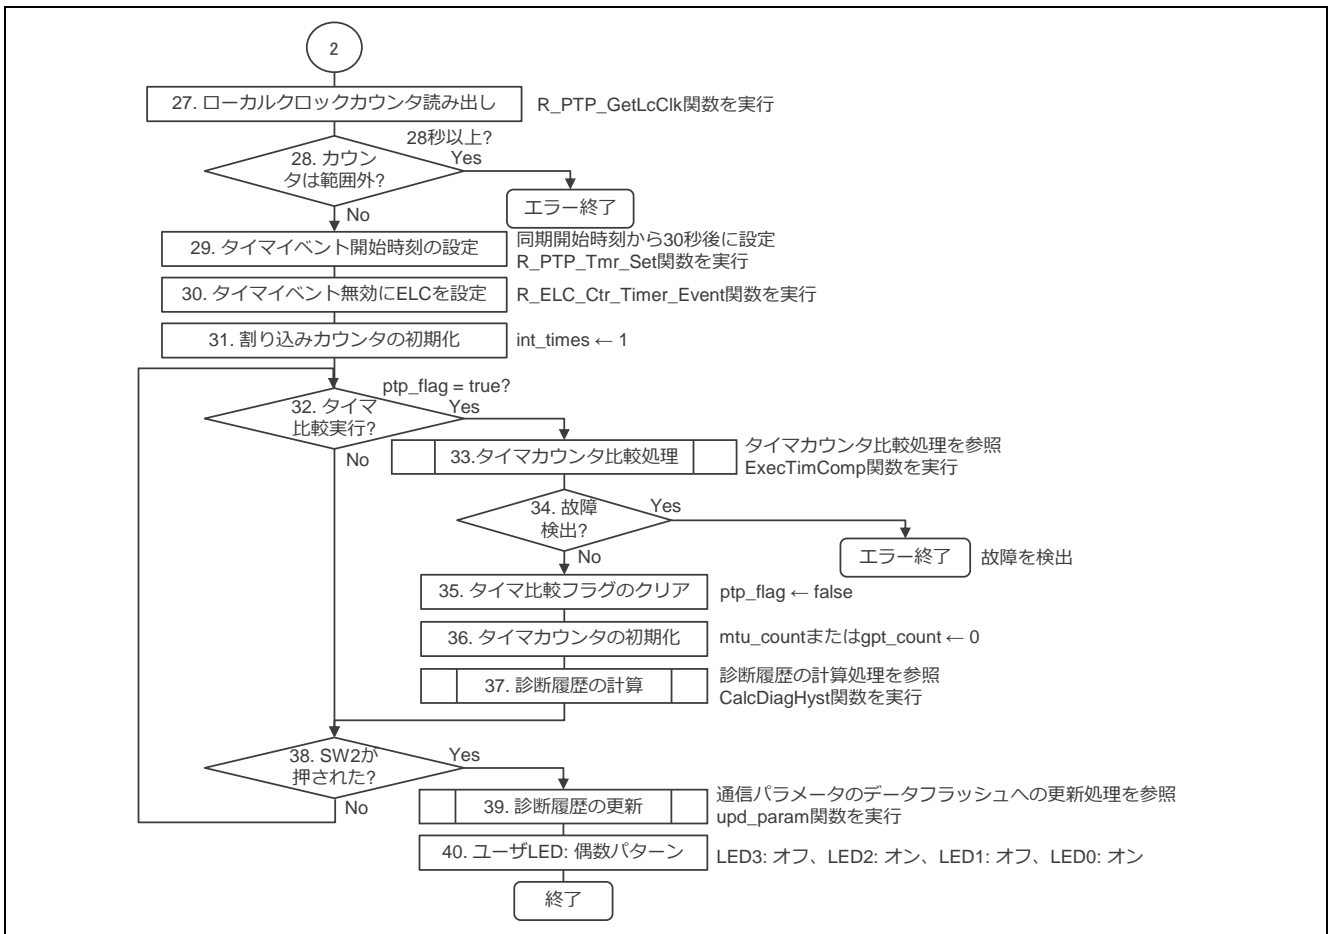 2
27. ローカルクロックカウンタ読み出し
R_PTP_GetLcClk関数を実行
28秒以上?
28. カウン
タは範囲外?
Yes
エラー終了
No
29. タイマイベント開始時刻の設定
同期開始時刻から30秒後に設定
R_PTP_Tmr_Set関数を実行
30. タイマイベント無効にELCを設定
R_ELC_Ctr_Timer_Event関数を実行
31. 割り込みカウンタの初期化
int_times ← 1
ptp_flag = true?
32. タイマ
比較実行?
Yes
No
33.タイマカウンタ比較処理
タイマカウンタ比較処理を参照
ExecTimComp関数を実行
34. 故障
検出?
Yes
エラー終了
故障を検出
No
35. タイマ比較フラグのクリア
ptp_flag ← false
36. タイマカウンタの初期化
mtu_countまたはgpt_count ← 0
37. 診断履歴の計算
診断履歴の計算処理を参照
CalcDiagHyst関数を実行
38. SW2が
押された?
Yes
No
39. 診断履歴の更新
通信パラメータのデータフラッシュへの更新処理を参照
upd_param関数を実行
40. ユーザLED: 偶数パターン
LED3: オフ、LED2: オン、LED1: オフ、LED0: オン
終了